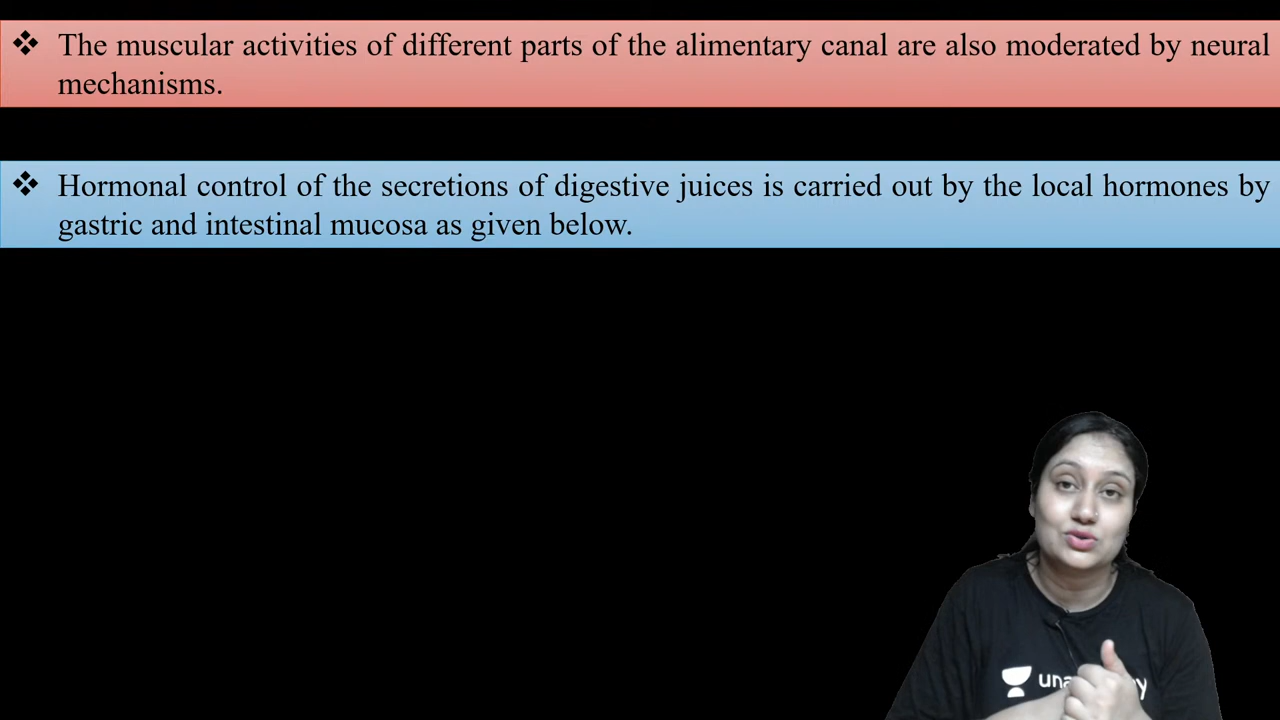 ❖ The muscular activities of different parts of the alimentary canal are also moderated by neural
mechanisms.
❖ Hormonal control of the secretions of digestive juices is carried out by the local hormones by
gastric and intestinal mucosa as given below.